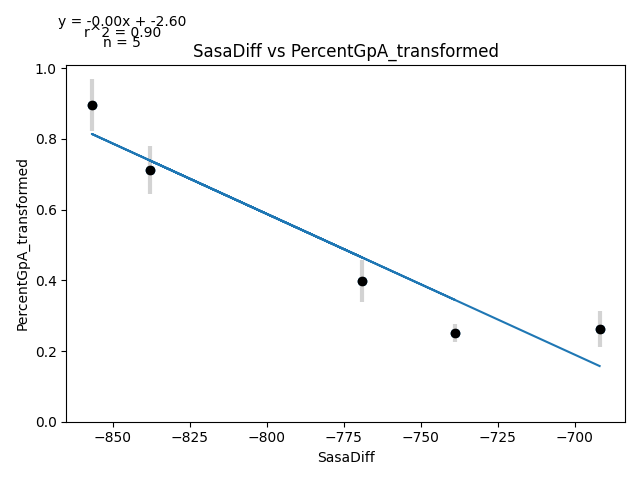 y = -0.00x + -2.60
r^2 = 0.90
n = 5
SasaDiff vs PercentGpA_transformed
1.0
0.8
0.6
0.4
0.2
0.0
PercentGpA_transformed
−850
−825
−800
−775
−750
−725
−700
SasaDiff